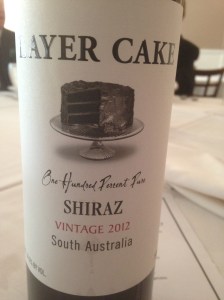 LAYER CAKE
One Hundred Percent Pure
SHIRAZ
VINTAGE 2012
South Australia